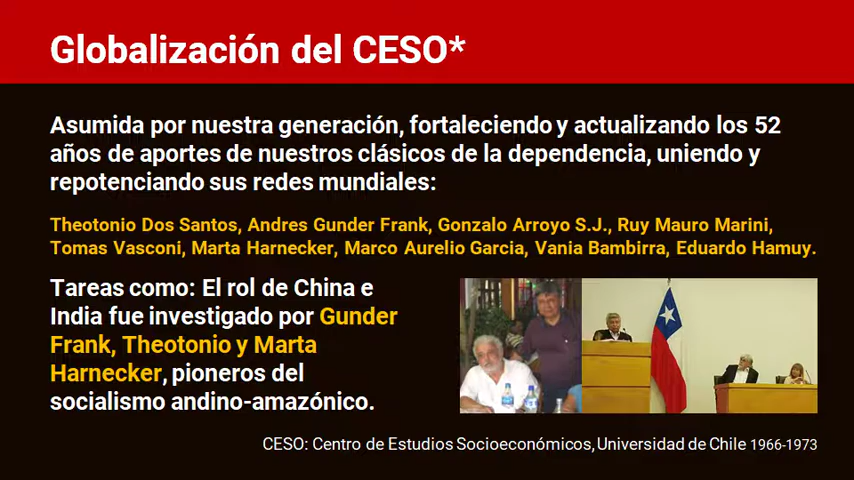 Globalización del CESO*
Asumida por nuestra generación, fortaleciendo y actualizando los 52
años de aportes de nuestros clásicos de la dependencia, uniendo y
repotenciando sus redes mundiales:
Theotonio Dos Santos, Andres Gunder Frank, Gonzalo Arroyo S.J., Ruy Mauro Marini,
Tomas Vasconi, Marta Harnecker, Marco Aurelio Garcia, Vania Bambirra, Eduardo Hamuy.
Tareas como: El rol de China e
India fue investigado por Gunder
Frank, Theotonio y Marta
Harnecker, pioneros del
socialismo andino-amazónico.
CESO: Centro de Estudios Socioeconómicos, Universidad de Chile 1966-1973